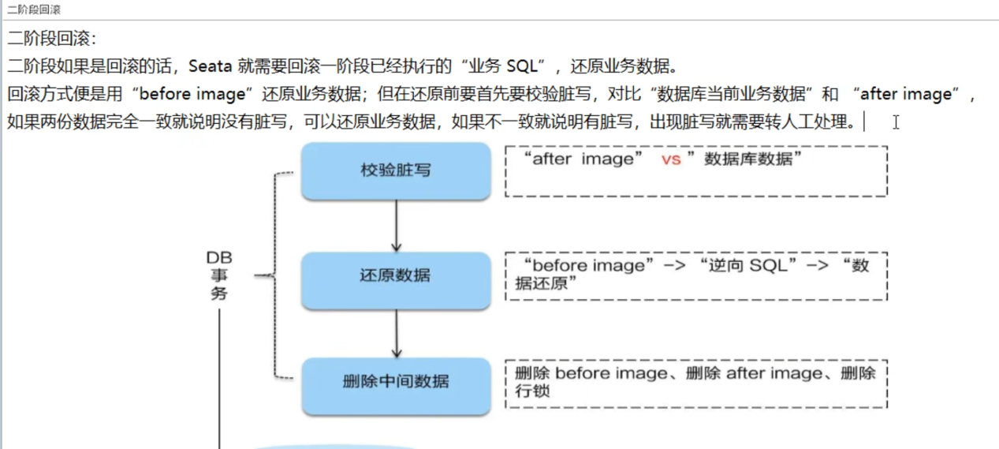 二阶段回滚
二阶段回滚：
二阶段如果是回滚的话，Seata 就需要回滚一阶段已经执行的“业务 SQL”，还原业务数据。
回滚方式便是用“before image”还原业务数据；但在还原前要首先要校验脏写，对比“数据库当前业务数据”和 “after image”，
如果两份数据完全一致就说明没有脏写，可以还原业务数据，如果不一致就说明有脏写，出现脏写就需要转人工处理。
校验脏写
“after image” vs ”数据库数据”
DB
事
务
还原数据
“before image” –> “逆向 SQL” –> “数
据还原”
删除中间数据
删除 before image、删除 after image、删除
行锁